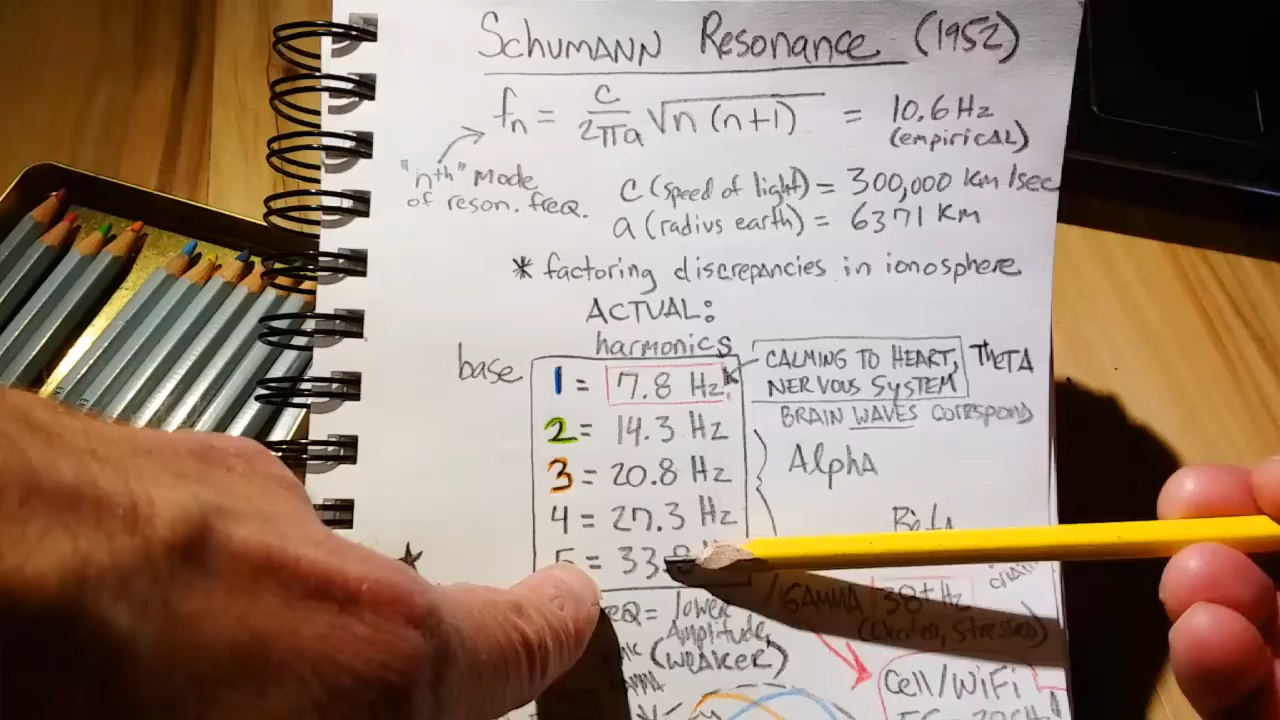 Schumann Resonance (1952)
fn = c/2πa √n(n+1) = 10.6 Hz
(empirical)
"nth" Mode
of reson. freq.
c (speed of light) = 300,000 Km/sec
a (radius earth) = 6371 Km
* factoring discrepancies in ionosphere
ACTUAL:
harmonics
base
1 = 7.8 Hz
2 = 14.3 Hz
3 = 20.8 Hz
4 = 27.3 Hz
5 = 33.8
CALMING TO HEART, THETA
NERVOUS SYSTEM
BRAIN WAVES CORRESPOND
Alpha
GAMMA / 38+ Hz
(Excited, Stressed)
= lower
Amplitude,
(WEAKER)
Cell/WiFi